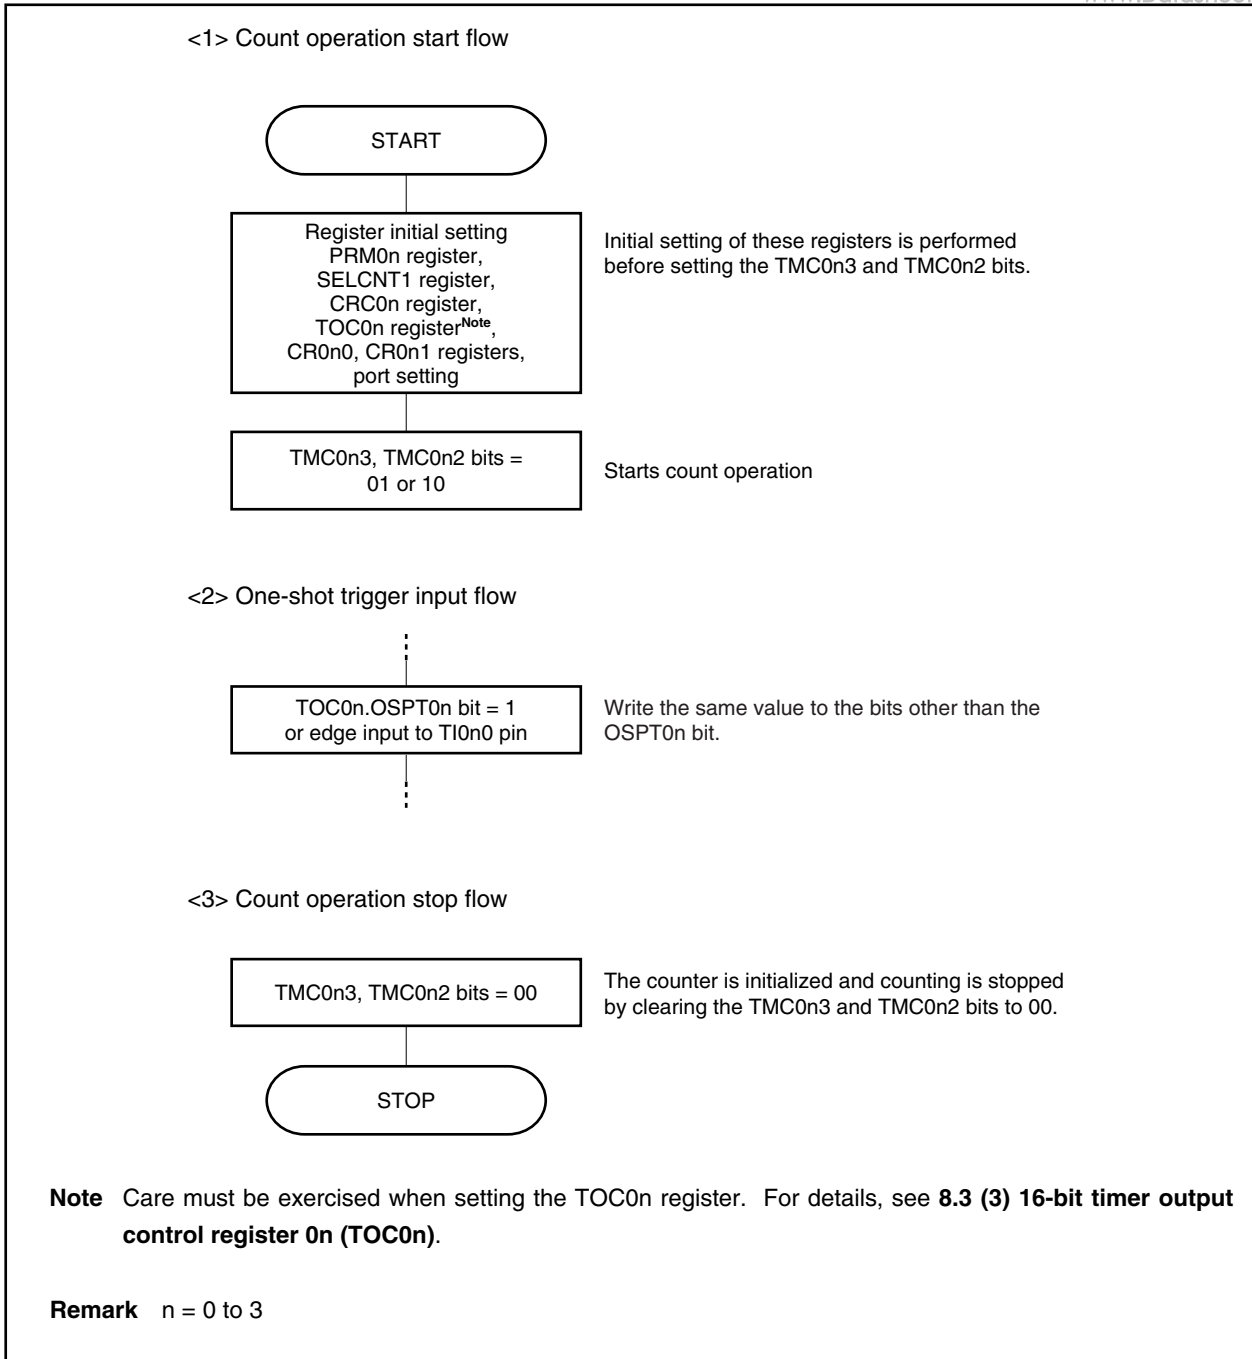 <1> Count operation start flow
START
Register initial setting
PRM0n register,
SELCNT1 register,
CRC0n register,
TOC0n registerNote,
CR0n0, CR0n1 registers,
port setting
Initial setting of these registers is performed
before setting the TMC0n3 and TMC0n2 bits.
TMC0n3, TMC0n2 bits =
01 or 10
Starts count operation
<2> One-shot trigger input flow
TOC0n.OSPT0n bit = 1
or edge input to TI0n0 pin
Write the same value to the bits other than the
OSPT0n bit.
<3> Count operation stop flow
TMC0n3, TMC0n2 bits = 00
The counter is initialized and counting is stopped
by clearing the TMC0n3 and TMC0n2 bits to 00.
STOP
Note Care must be exercised when setting the TOC0n register. For details, see 8.3 (3) 16-bit timer output
control register 0n (TOC0n).
Remark n = 0 to 3